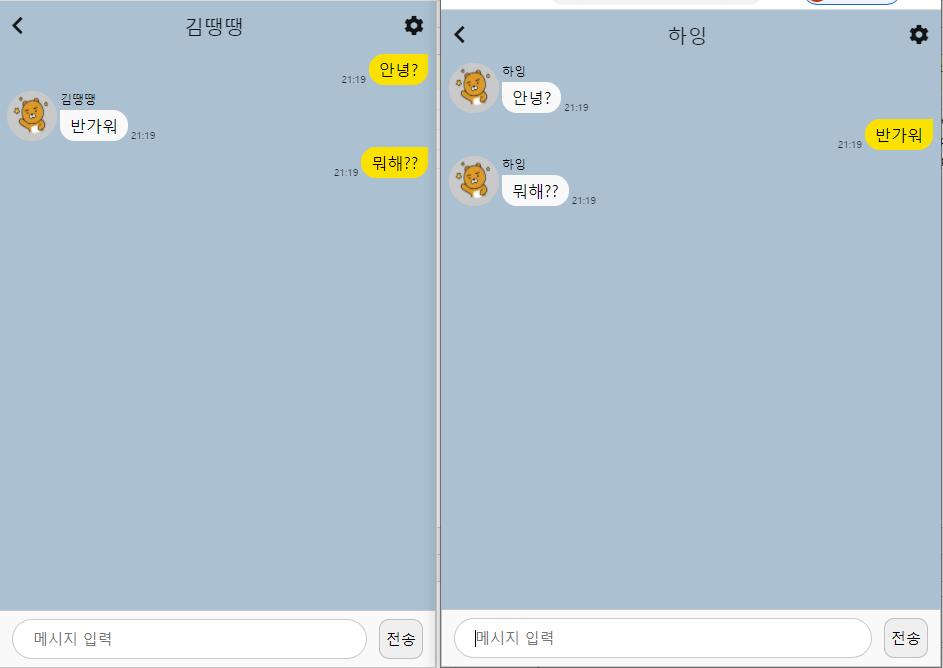 김땡땡
안녕?
21:19
김땡땡
반가워
21:19
뭐해??
21:19
메시지 입력
전송
하잉
하잉
안녕?
21:19
반가워
21:19
하잉
뭐해??
21:19
메시지 입력
전송